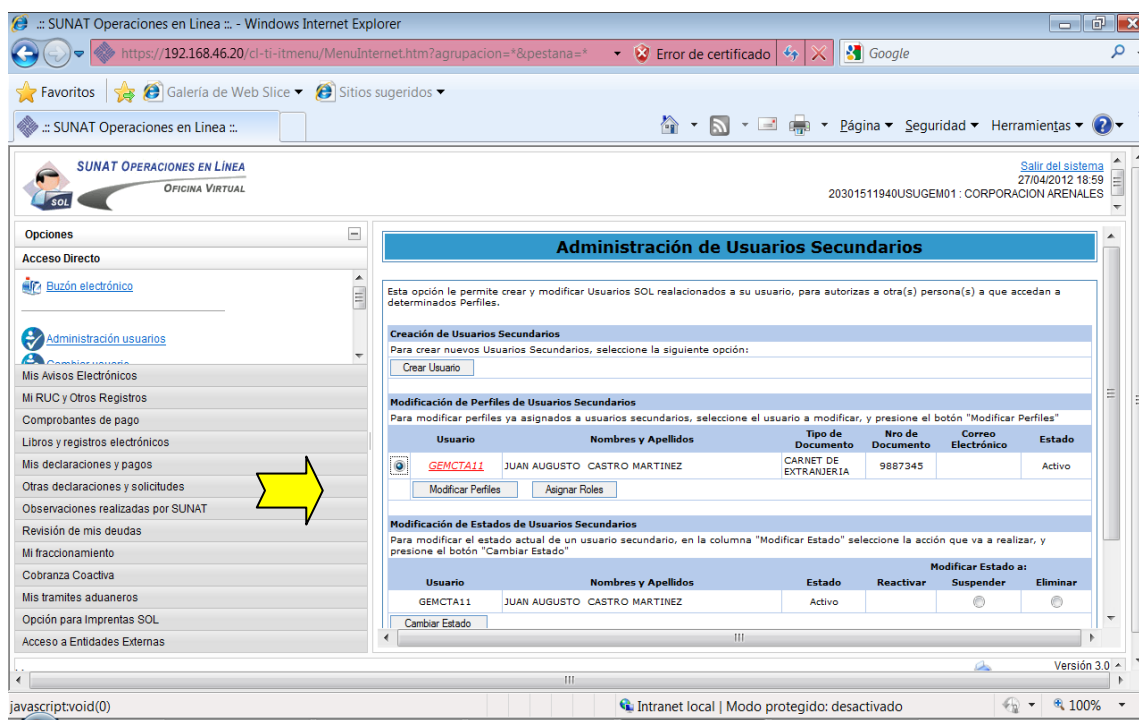 .:: SUNAT Operaciones en Linea ::. - Windows Internet Explorer
https://192.168.46.20/cl-ti-itmenu/MenuInternet.htm?agrupacion=*&pestana=* Error de certificado Google
Favoritos Galería de Web Slice Sitios sugeridos
.:: SUNAT Operaciones en Linea ::. Página Seguridad Herramientas
SUNAT OPERACIONES EN LÍNEA
OFICINA VIRTUAL
SOL
Salir del sistema
27/04/2012 18:59
20301511940USUGEM01 : CORPORACION ARENALES
Opciones
Acceso Directo
Buzón electrónico
Administración usuarios
Cambiar usuario
Mis Avisos Electrónicos
Mi RUC y Otros Registros
Comprobantes de pago
Libros y registros electrónicos
Mis declaraciones y pagos
Otras declaraciones y solicitudes
Observaciones realizadas por SUNAT
Revisión de mis deudas
Mi fraccionamiento
Cobranza Coactiva
Mis tramites aduaneros
Opción para Imprentas SOL
Acceso a Entidades Externas
Administración de Usuarios Secundarios
Esta opción le permite crear y modificar Usuarios SOL realacionados a su usuario, para autorizas a otra(s) persona(s) a que accedan a
determinados Perfiles.
Creación de Usuarios Secundarios
Para crear nuevos Usuarios Secundarios, seleccione la siguiente opción:
Crear Usuario
Modificación de Perfiles de Usuarios Secundarios
Para modificar perfiles ya asignados a usuarios secundarios, seleccione el usuario a modificar, y presione el botón "Modificar Perfiles"
Usuario Nombres y Apellidos Tipo de Documento Nro de Documento Correo Electrónico Estado
GEMCTA11 JUAN AUGUSTO CASTRO MARTINEZ CARNET DE EXTRANJERIA 9887345 Activo
Modificar Perfiles Asignar Roles
Modificación de Estados de Usuarios Secundarios
Para modificar el estado actual de un usuario secundario, en la columna "Modificar Estado" seleccione la acción que va a realizar, y
presione el botón "Cambiar Estado"
Modificar Estado a:
Usuario Nombres y Apellidos Estado Reactivar Suspender Eliminar
GEMCTA11 JUAN AUGUSTO CASTRO MARTINEZ Activo
Cambiar Estado
Versión 3.0
javascript:void(0) Intranet local | Modo protegido: desactivado 100%